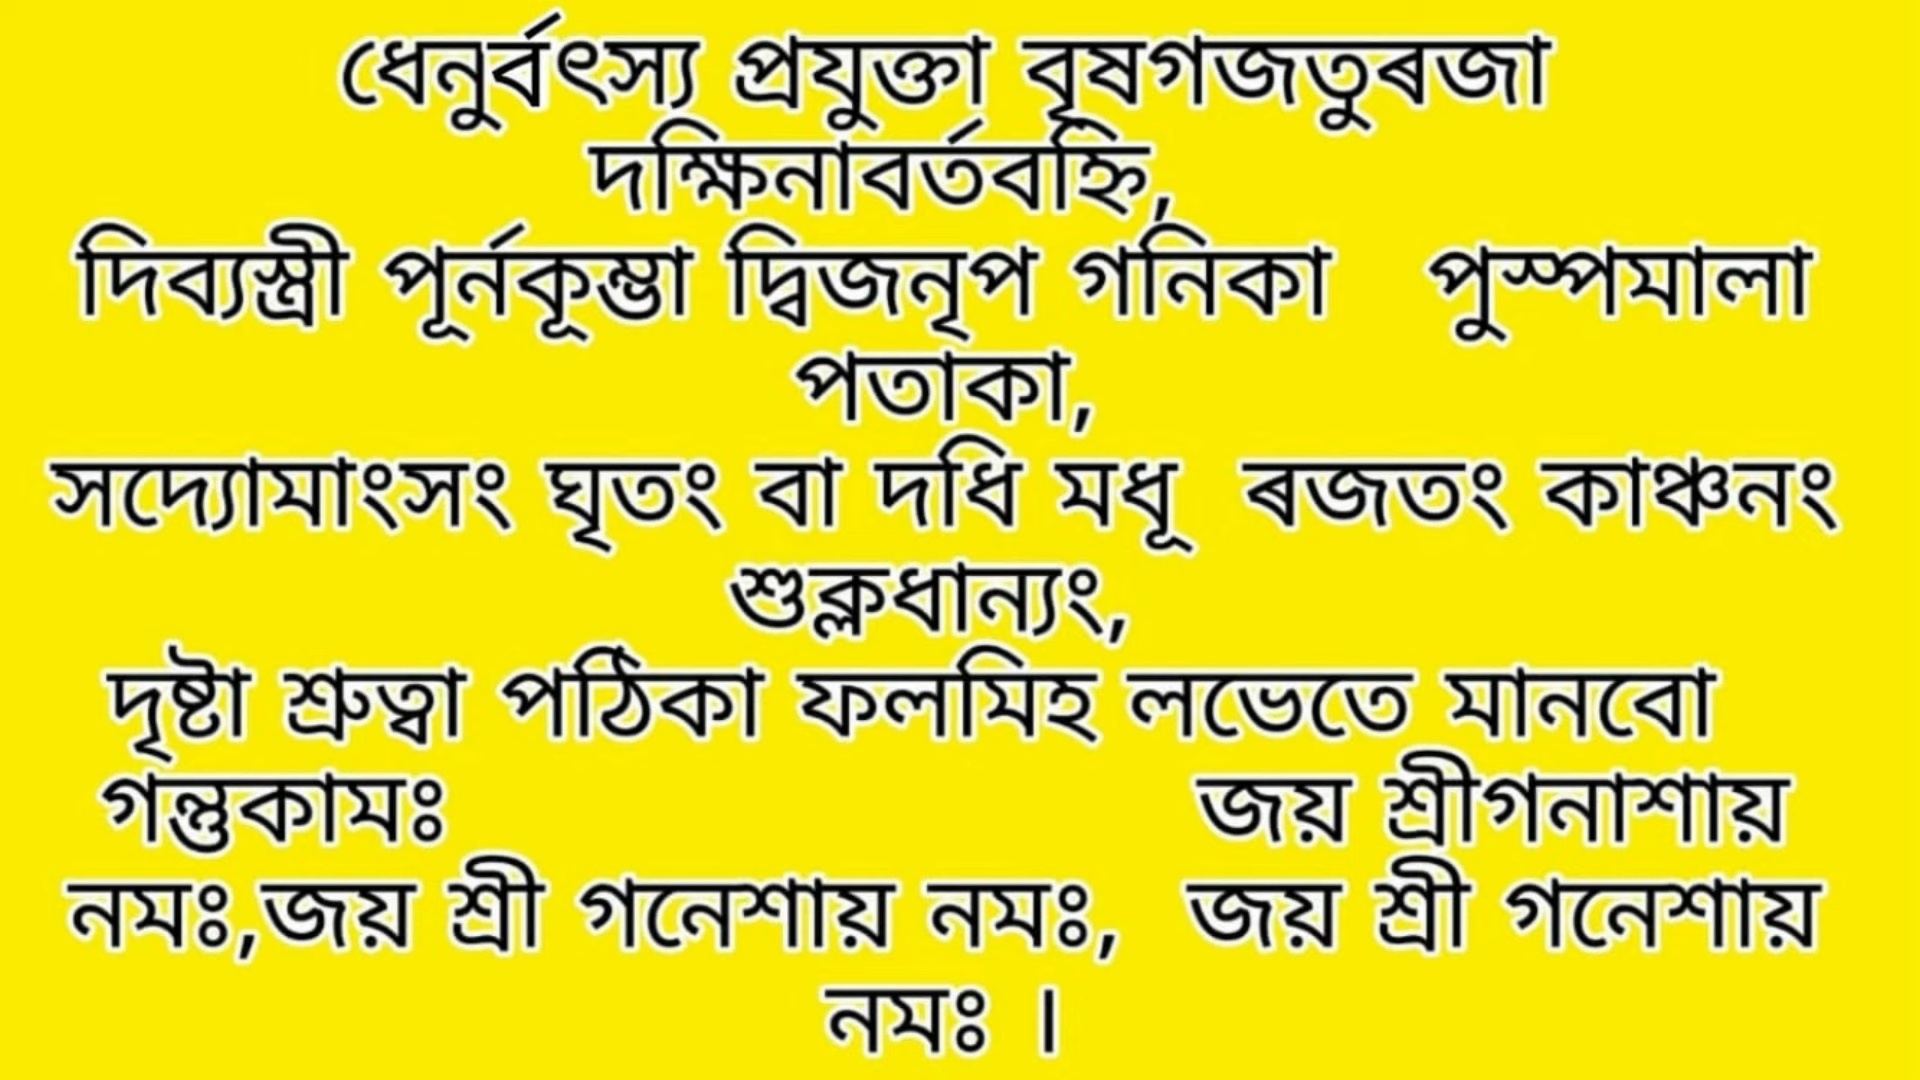 ধেনুৰ্বৎস্য প্ৰযুক্তা বৃষগজতুৰজা
দক্ষিনাবৰ্তবহ্নি,
দিব্যস্ত্ৰী পূৰ্নকূম্ভা দ্বিজনৃপ গনিকা পুস্পমালা
পতাকা,
সদ্যোমাংসং ঘৃতং বা দধি মধূ ৰজতং কাঞ্চনং
শুক্লধান্যং,
দৃষ্টা শ্ৰুত্বা পঠিকা ফলমিহ লভেতে মানবো
গন্তুকামঃ জয় শ্ৰীগনাশায়
নমঃ,জয় শ্ৰী গনেশায় নমঃ, জয় শ্ৰী গনেশায়
নমঃ ।